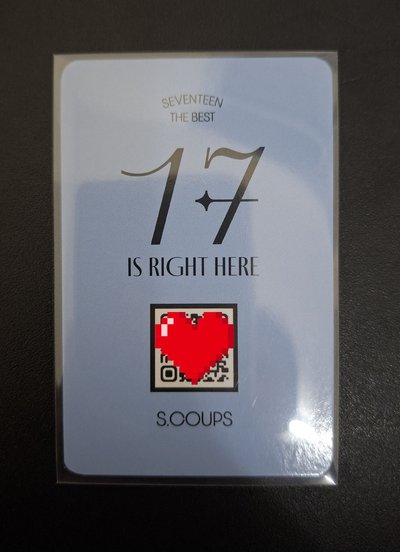 SEVENTEEN
THE BEST
17
IS RIGHT HERE
S.COUPS